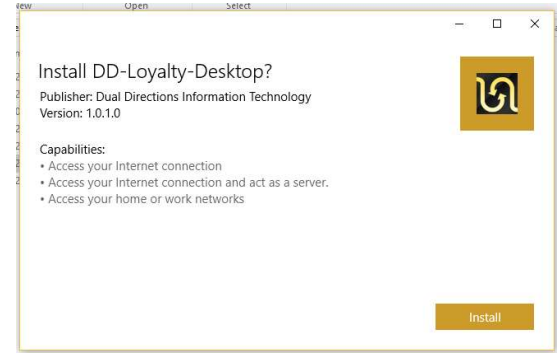 New Open Select
Install DD-Loyalty-Desktop?
Publisher: Dual Directions Information Technology
Version: 1.0.1.0
Capabilities:
• Access your Internet connection
• Access your Internet connection and act as a server.
• Access your home or work networks
Install